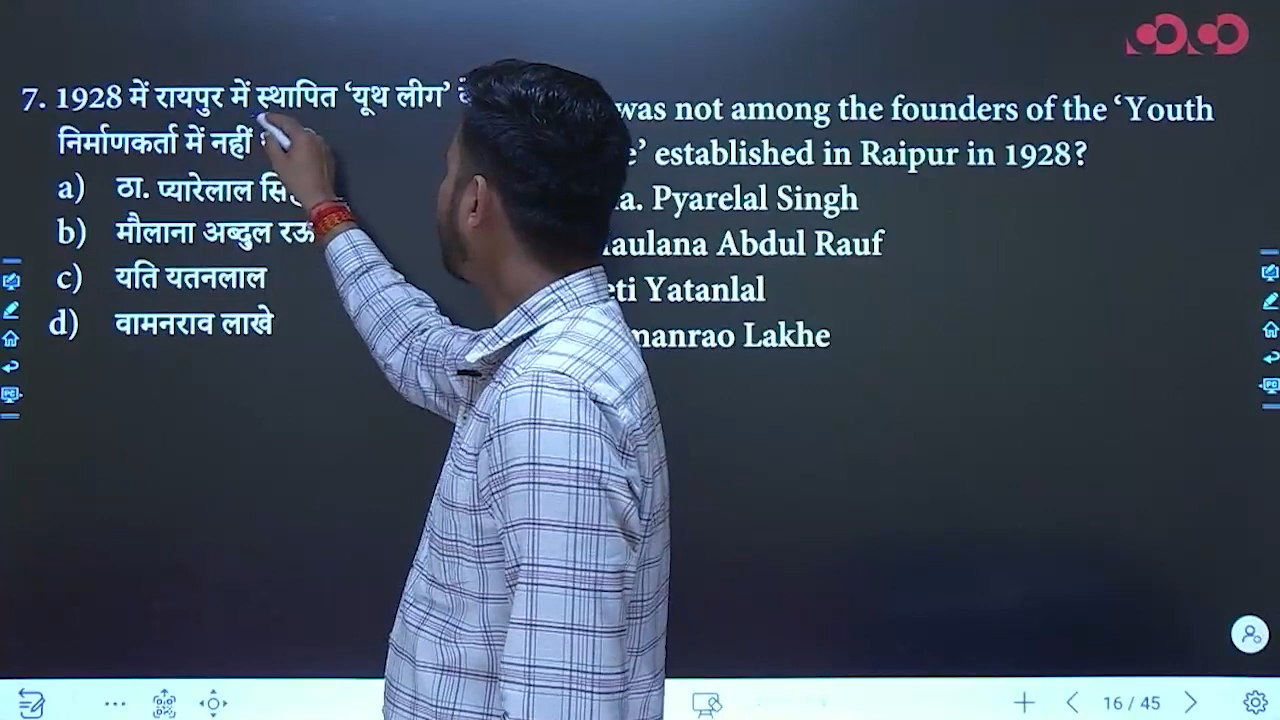 7. 1928 में रायपुर में स्थापित ‘यूथ लीग’
निर्माणकर्ता में नहीं
a) ठा. प्यारेलाल
b) मौलाना अब्दुल
c) यति यतनलाल
d) वामनराव लाखे
was not among the founders of the ‘Youth
established in Raipur in 1928?
Pyarelal Singh
Abdul Rauf
Yatanlal
Lakhe
16 / 45